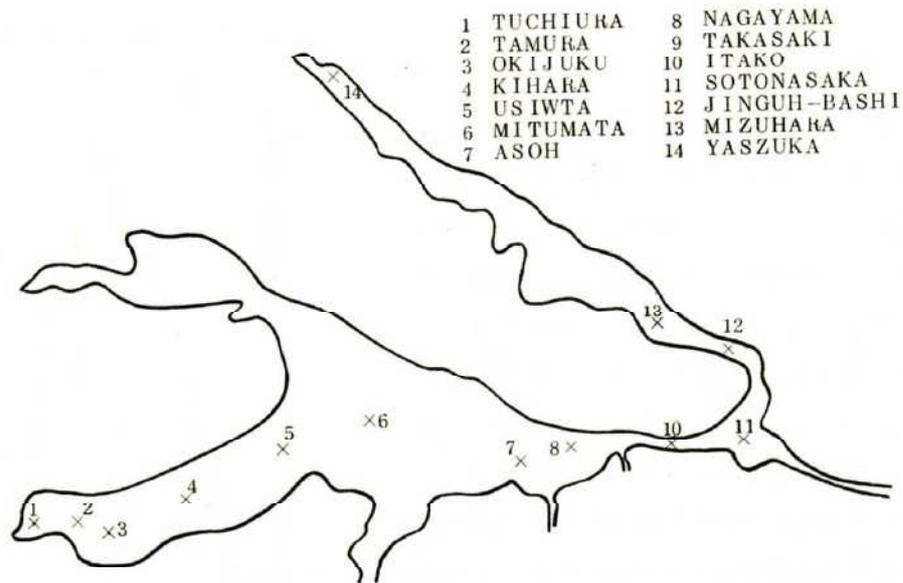 1 TUCHIURA
2 TAMURA
3 OKIJUKU
4 KIHARA
5 USIWTA
6 MITUMATA
7 ASOH
8 NAGAYAMA
9 TAKASAKI
10 ITAKO
11 SOTONASAKA
12 JINGUH-BASHI
13 MIZUHARA
14 YASZUKA
14
13
12
11
10
8
7
6
5
4
3
2
1